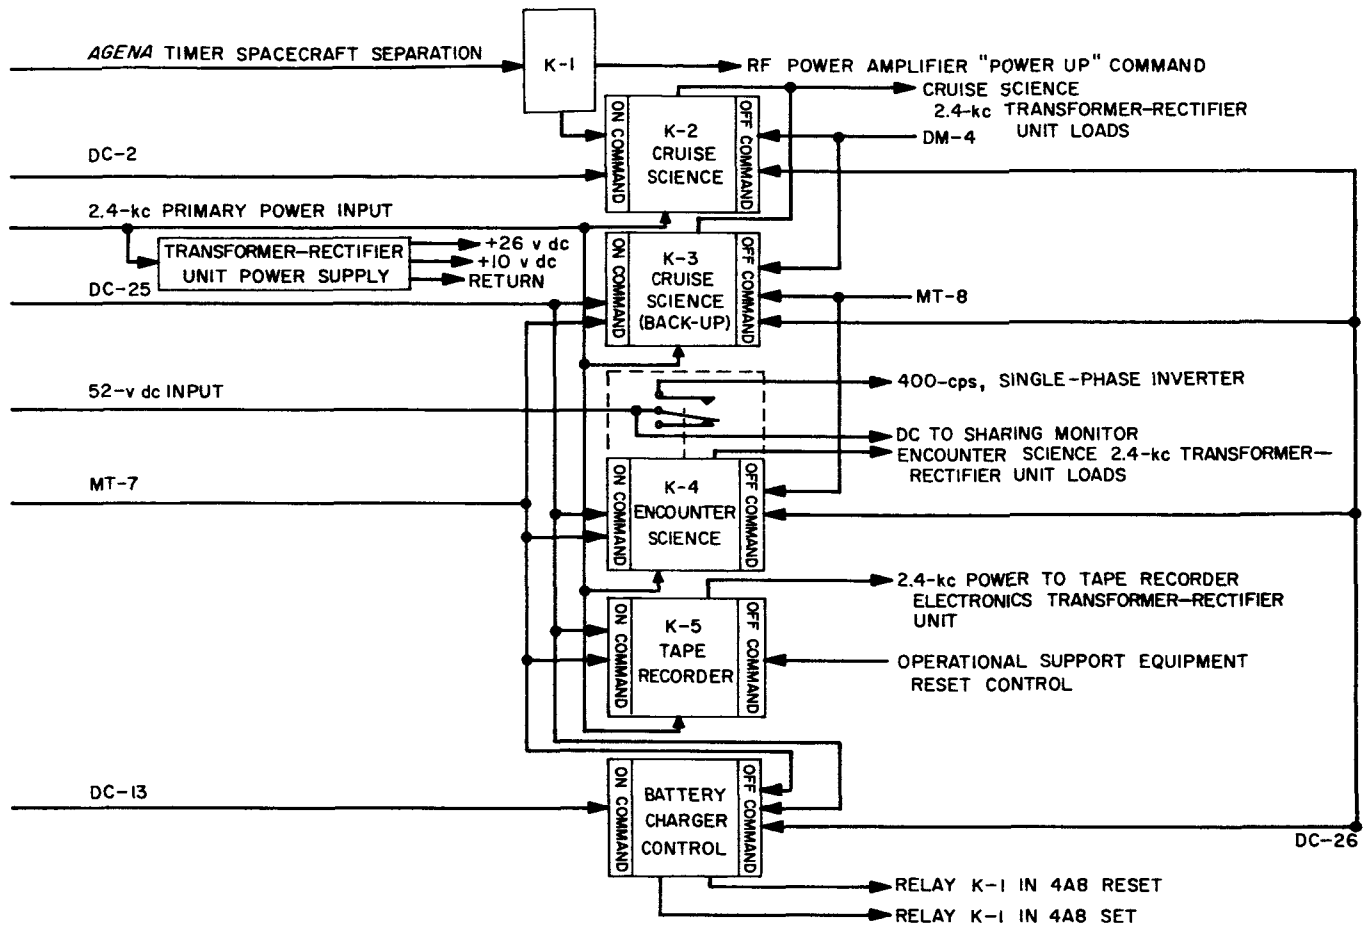 AGENA TIMER SPACECRAFT SEPARATION
K-1
RF POWER AMPLIFIER "POWER UP" COMMAND
CRUISE SCIENCE
2.4-kc TRANSFORMER-RECTIFIER
UNIT LOADS
ON COMMAND
K-2
CRUISE
SCIENCE
OFF COMMAND
DM-4
DC-2
2.4-kc PRIMARY POWER INPUT
TRANSFORMER-RECTIFIER
UNIT POWER SUPPLY
+26 v dc
+10 v dc
RETURN
ON COMMAND
K-3
CRUISE
SCIENCE
(BACK-UP)
OFF COMMAND
DC-25
MT-8
52-v dc INPUT
400-cps, SINGLE-PHASE INVERTER
DC TO SHARING MONITOR
ENCOUNTER SCIENCE 2.4-kc TRANSFORMER-
RECTIFIER UNIT LOADS
MT-7
ON COMMAND
K-4
ENCOUNTER
SCIENCE
OFF COMMAND
2.4-kc POWER TO TAPE RECORDER
ELECTRONICS TRANSFORMER-RECTIFIER
UNIT
ON COMMAND
K-5
TAPE
RECORDER
OFF COMMAND
OPERATIONAL SUPPORT EQUIPMENT
RESET CONTROL
DC-13
ON COMMAND
BATTERY
CHARGER
CONTROL
OFF COMMAND
DC-26
RELAY K-1 IN 4A8 RESET
RELAY K-1 IN 4A8 SET